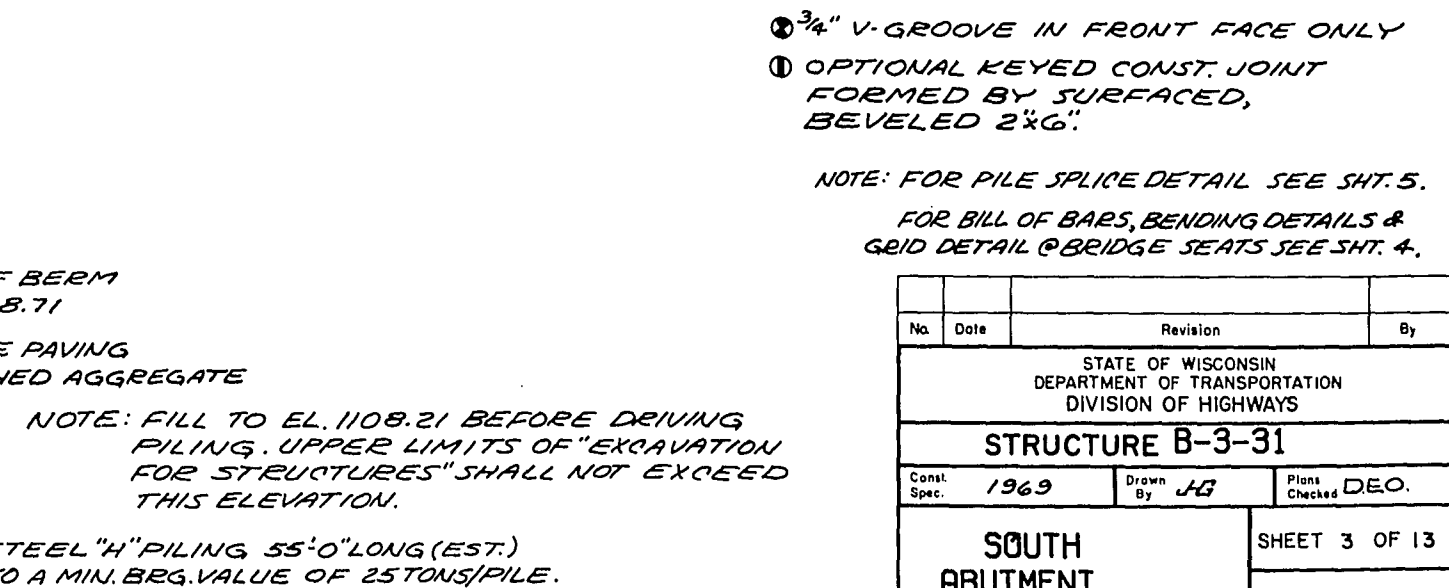 3/4" V-GROOVE IN FRONT FACE ONLY
OPTIONAL KEYED CONST. JOINT
FORMED BY SURFACED,
BEVELED 2"x6".
NOTE: FOR PILE SPLICE DETAIL SEE SHT. 5.
FOR BILL OF BARS, BENDING DETAILS &
GRID DETAIL @ BRIDGE SEATS SEE SHT. 4.
F BERM
8.71
E PAVING
HED AGGREGATE
NOTE: FILL TO EL. 1108.21 BEFORE DRIVING
PILING. UPPER LIMITS OF "EXCAVATION
FOR STRUCTURES" SHALL NOT EXCEED
THIS ELEVATION.
TEEL "H" PILING 55'-0" LONG (EST.)
TO A MIN. BRG. VALUE OF 25 TONS/PILE.
No. Date Revision By
STATE OF WISCONSIN
DEPARTMENT OF TRANSPORTATION
DIVISION OF HIGHWAYS
STRUCTURE B-3-31
Const. Spec. 1969 Drawn By JG Plans Checked D.E.O.
SOUTH
ABUTMENT
SHEET 3 OF 13